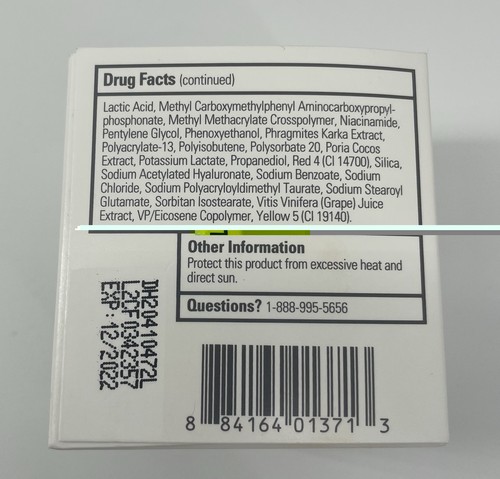 Drug Facts (continued)
Lactic Acid, Methyl Carboxymethylphenyl Aminocarboxypropyl-
phosphonate, Methyl Methacrylate Crosspolymer, Niacinamide,
Pentylene Glycol, Phenoxyethanol, Phragmites Karka Extract,
Polyacrylate-13, Polyisobutene, Polysorbate 20, Poria Cocos
Extract, Potassium Lactate, Propanediol, Red 4 (CI 14700), Silica,
Sodium Acetylated Hyaluronate, Sodium Benzoate, Sodium
Chloride, Sodium Polyacryloyldimethyl Taurate, Sodium Stearoyl
Glutamate, Sorbitan Isostearate, Vitis Vinifera (Grape) Juice
Extract, VP/Eicosene Copolymer, Yellow 5 (CI 19140).
Other Information
Protect this product from excessive heat and
direct sun.
Questions? 1-888-995-5656
DH20410472L
L2CF0342357
EXP: 12/2022
8 84164 01371 3